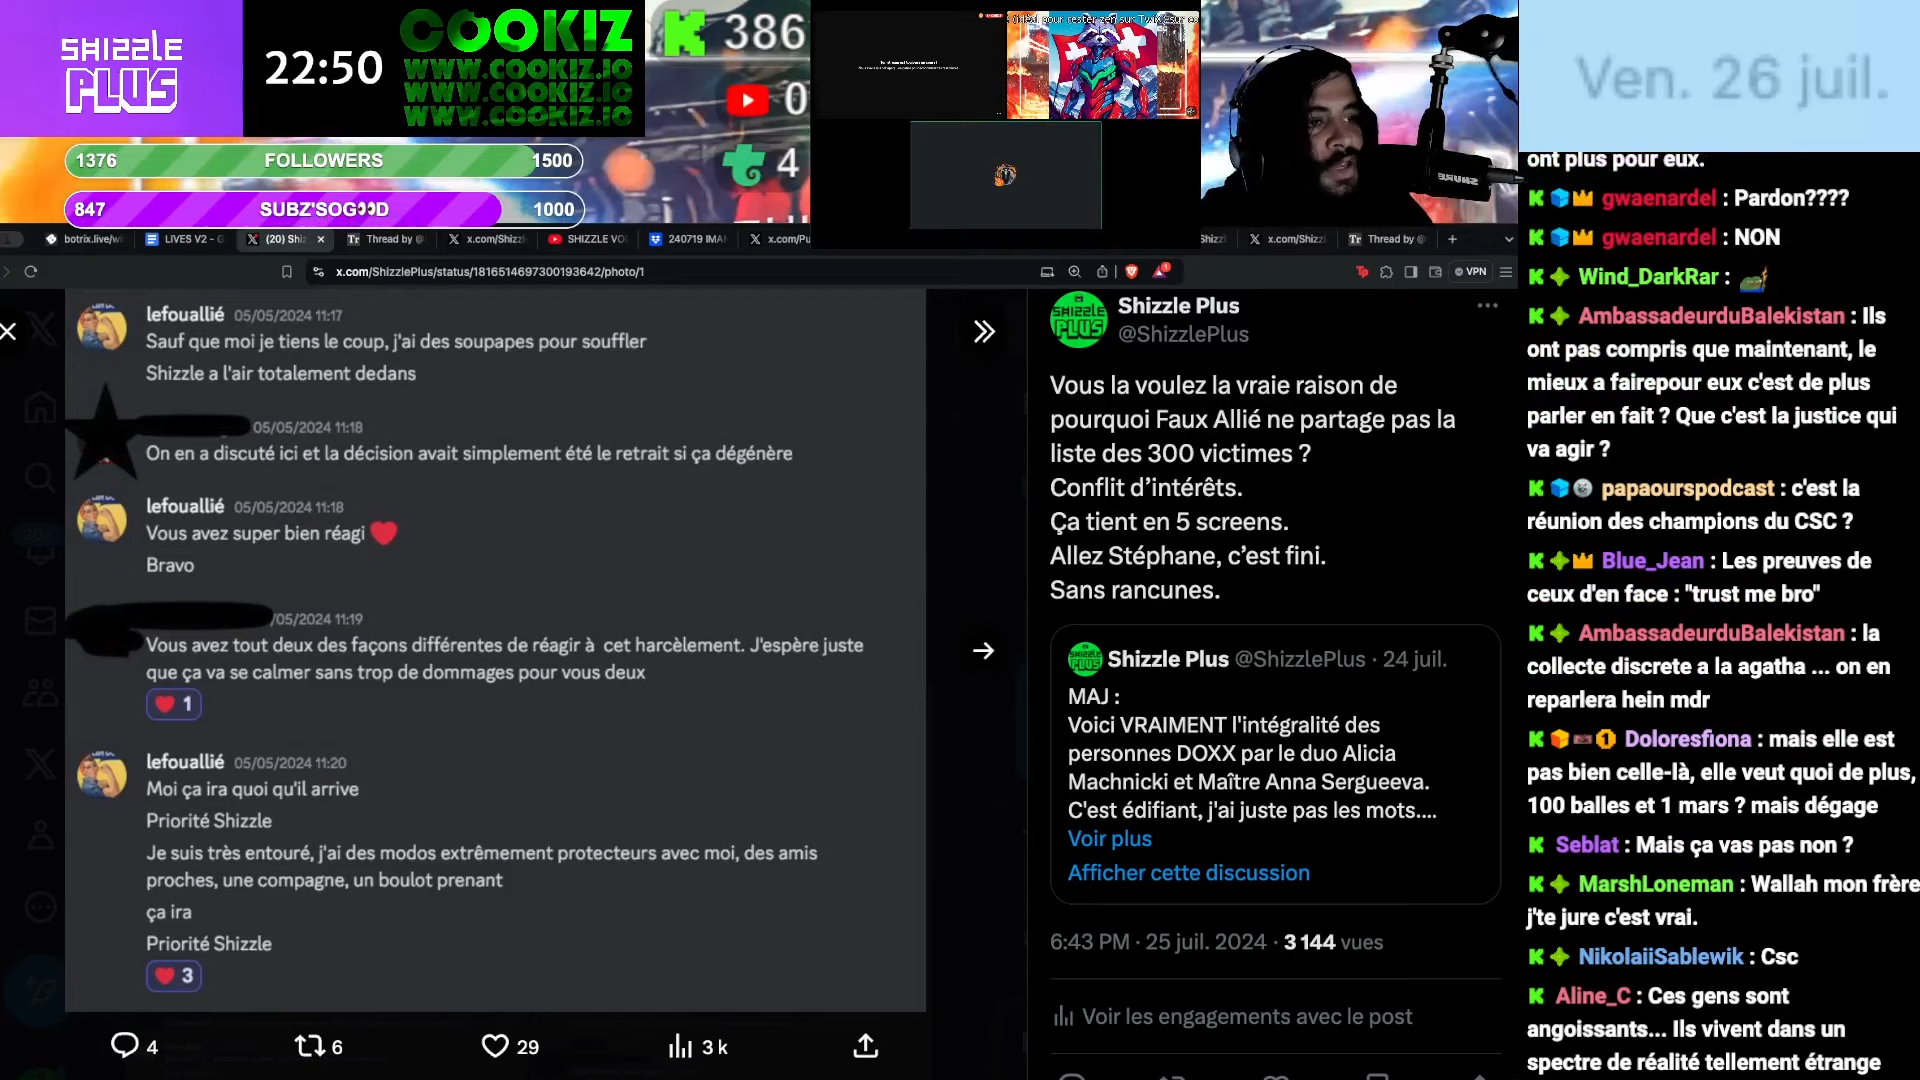 SHIZZLE
PLUS
22:50
COOKIZ
WWW.COOKIZ.IO
WWW.COOKIZ.IO
WWW.COOKIZ.IO
386
0
4
1376 FOLLOWERS 1500
847 SUBZ'SOG👀D 1000
Ven. 26 juil.
botrix.live/wi
LIVES V2 - G
(20) Shiz
Thread by @
x.com/Shizzl
SHIZZLE VO
240719 IMA
x.com/Pu
Shizzl
x.com/Shizzl
Thread by @
x.com/ShizzlePlus/status/1816514697300193642/photo/1
VPN
lefouallié 05/05/2024 11:17
Sauf que moi je tiens le coup, j'ai des soupapes pour souffler
Shizzle a l'air totalement dedans
05/05/2024 11:18
On en a discuté ici et la décision avait simplement été le retrait si ça dégénère
lefouallié 05/05/2024 11:18
Vous avez super bien réagi ❤️
Bravo
/05/2024 11:19
Vous avez tout deux des façons différentes de réagir à cet harcèlement. J'espère juste
que ça va se calmer sans trop de dommages pour vous deux
❤️ 1
lefouallié 05/05/2024 11:20
Moi ça ira quoi qu'il arrive
Priorité Shizzle
Je suis très entouré, j'ai des modos extrêmement protecteurs avec moi, des amis
proches, une compagne, un boulot prenant
ça ira
Priorité Shizzle
❤️ 3
4
6
29
3 k
Shizzle Plus
@ShizzlePlus
Vous la voulez la vraie raison de
pourquoi Faux Allié ne partage pas la
liste des 300 victimes ?
Conflit d’intérêts.
Ça tient en 5 screens.
Allez Stéphane, c’est fini.
Sans rancunes.
Shizzle Plus @ShizzlePlus · 24 juil.
MAJ :
Voici VRAIMENT l'intégralité des
personnes DOXX par le duo Alicia
Machnicki et Maître Anna Sergueeva.
C'est édifiant, j'ai juste pas les mots....
Voir plus
Afficher cette discussion
6:43 PM · 25 juil. 2024 · 3 144 vues
Voir les engagements avec le post
ont plus pour eux.
gwaenardel : Pardon????
gwaenardel : NON
Wind_DarkRar :
AmbassadeurduBalekistan : Ils
ont pas compris que maintenant, le
mieux a fairepour eux c'est de plus
parler en fait ? Que c'est la justice qui
va agir ?
papaourspodcast : c'est la
réunion des champions du CSC ?
Blue_Jean : Les preuves de
ceux d'en face : "trust me bro"
AmbassadeurduBalekistan : la
collecte discrete a la agatha ... on en
reparlera hein mdr
Doloresfiona : mais elle est
pas bien celle-là, elle veut quoi de plus,
100 balles et 1 mars ? mais dégage
Seblat : Mais ça vas pas non ?
MarshLoneman : Wallah mon frère
j'te jure c'est vrai.
NikolaiiSablewik : Csc
Aline_C : Ces gens sont
angoissants... Ils vivent dans un
spectre de réalité tellement étrange